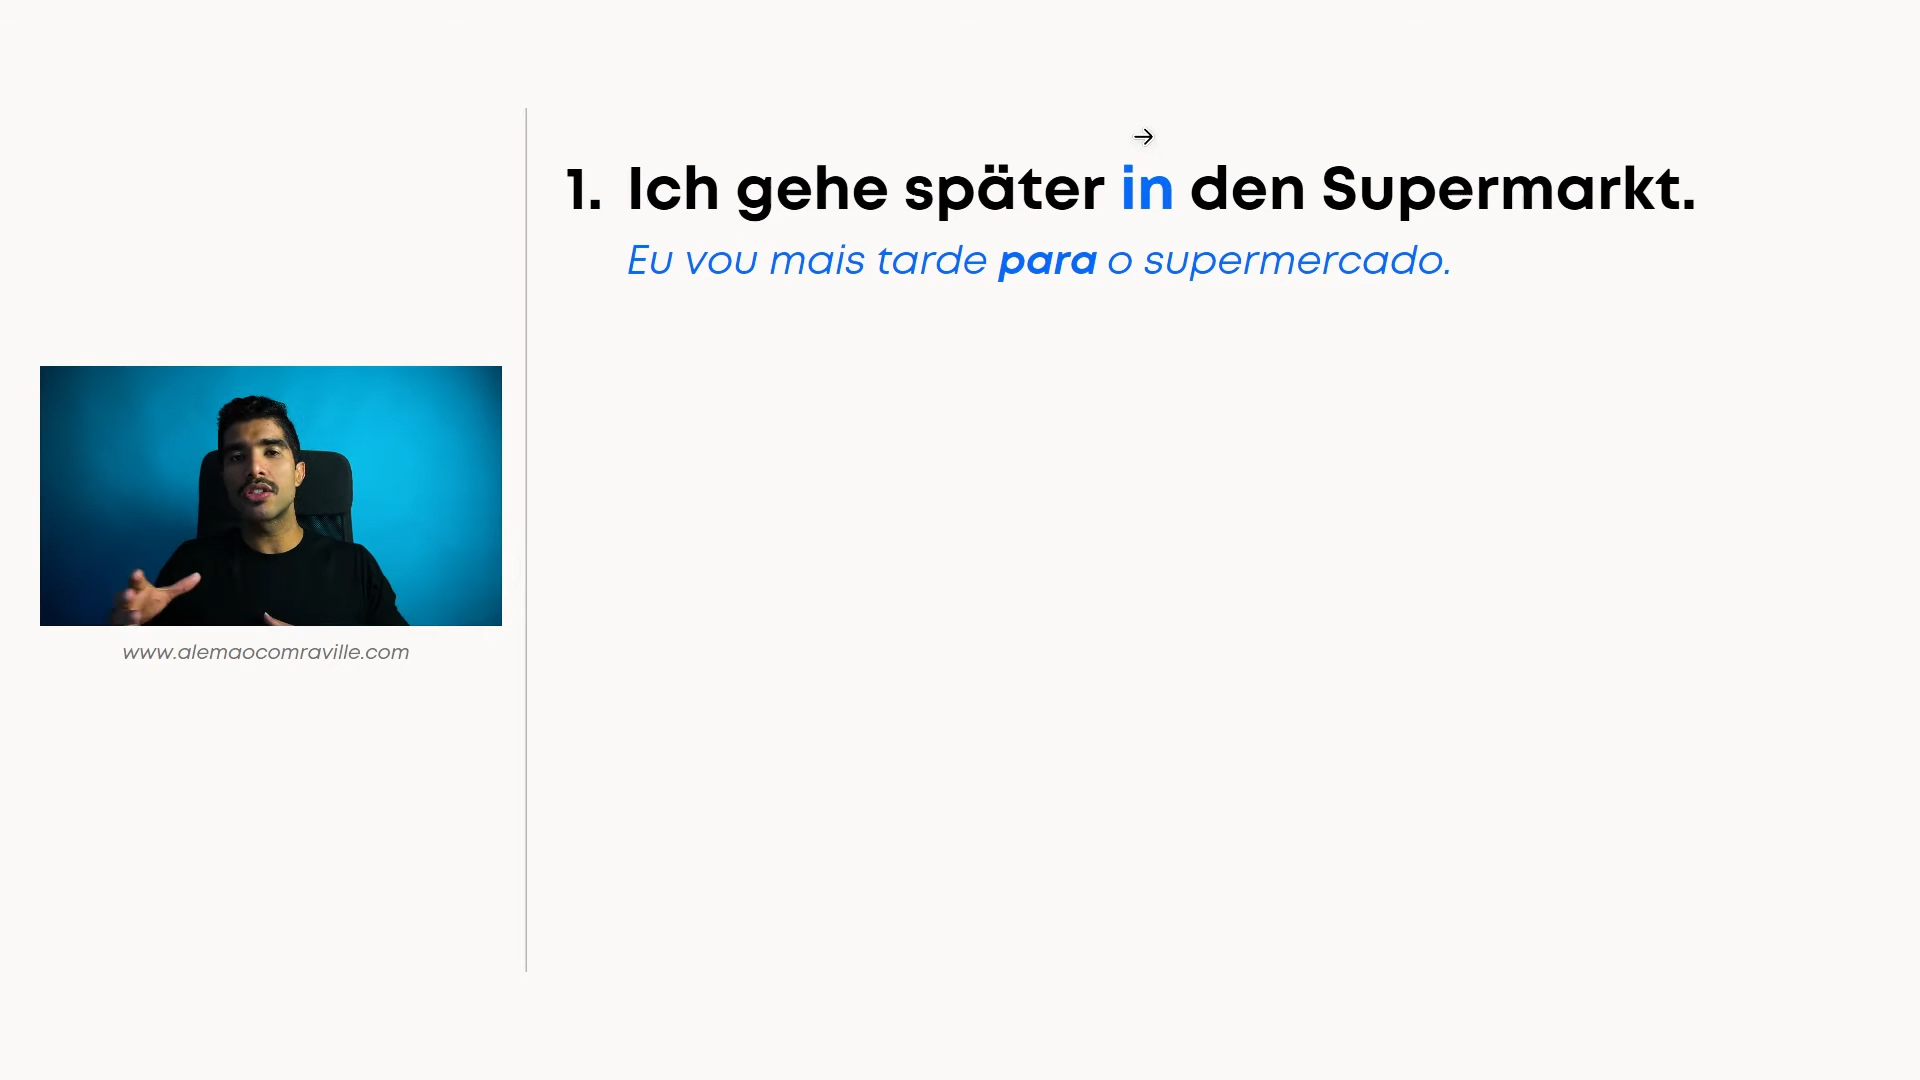 1. Ich gehe später in den Supermarkt.
Eu vou mais tarde para o supermercado.
www.alemaocomraville.com